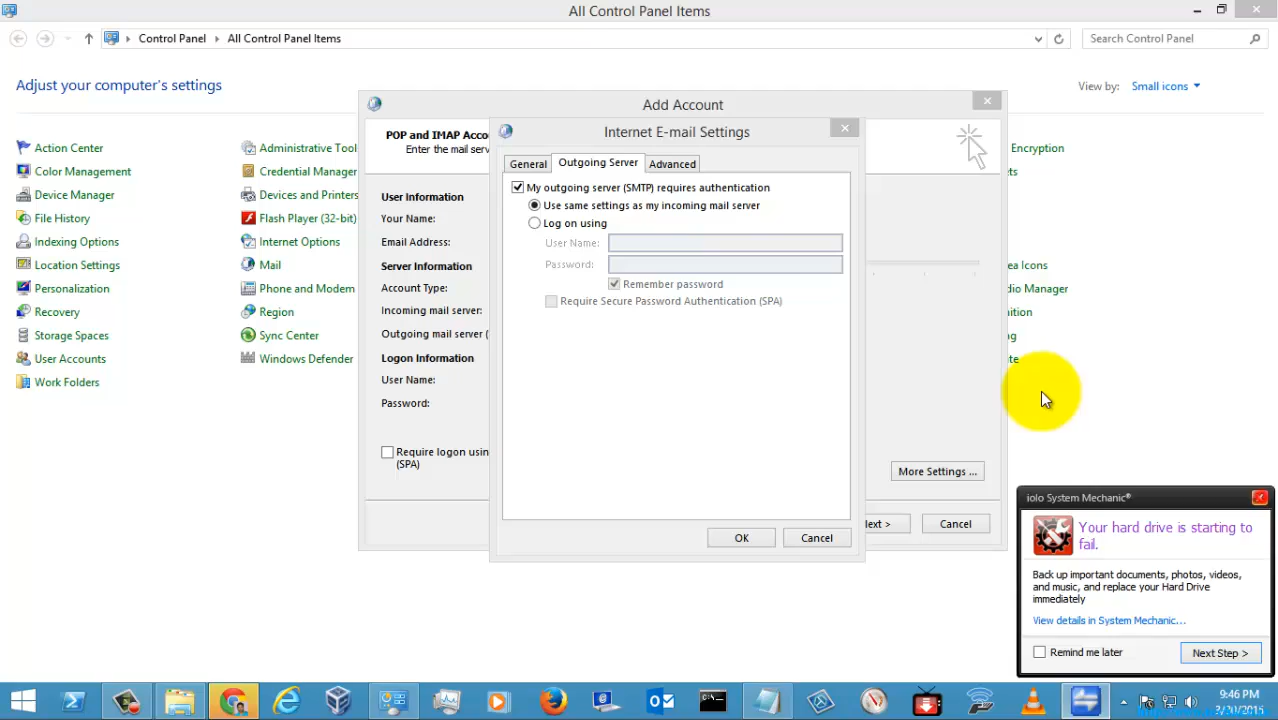 All Control Panel Items
Control Panel
All Control Panel Items
Search Control Panel
Adjust your computer's settings
View by:
Small icons
Action Center
Color Management
Device Manager
File History
Indexing Options
Location Settings
Personalization
Recovery
Storage Spaces
User Accounts
Work Folders
Administrative Tool
Credential Manager
Devices and Printers
Flash Player (32-bit)
Internet Options
Mail
Phone and Modem
Region
Sync Center
Windows Defender
Encryption
ts
ea Icons
dio Manager
nition
ng
te
Add Account
POP and IMAP Acco
Enter the mail serv
User Information
Your Name:
Email Address:
Server Information
Account Type:
Incoming mail server:
Outgoing mail server (
Logon Information
User Name:
Password:
Require logon usin
(SPA)
More Settings ...
ext >
Cancel
Internet E-mail Settings
General
Outgoing Server
Advanced
My outgoing server (SMTP) requires authentication
Use same settings as my incoming mail server
Log on using
User Name:
Password:
Remember password
Require Secure Password Authentication (SPA)
OK
Cancel
iolo System Mechanic®
Your hard drive is starting to
fail.
Back up important documents, photos, videos,
and music, and replace your Hard Drive
immediately
View details in System Mechanic...
Remind me later
Next Step >
9:46 PM